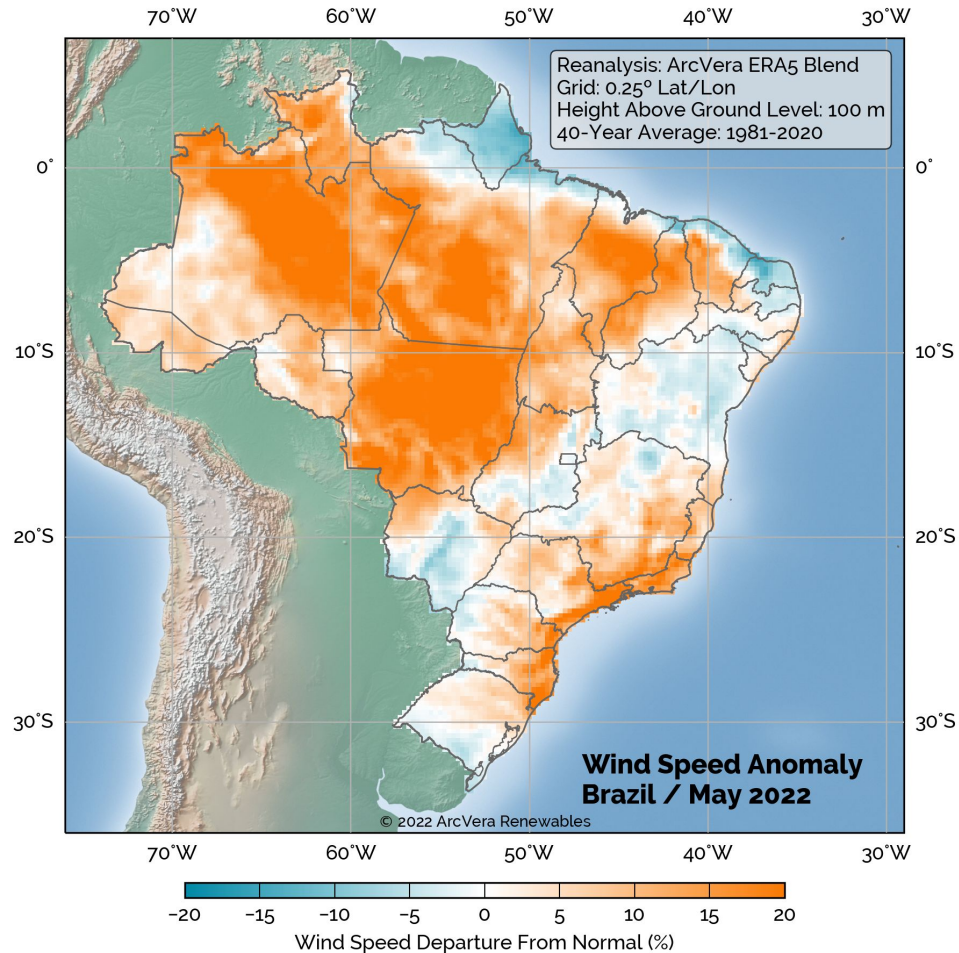 70°W 60°W 50°W 40°W 30°W
Reanalysis: ArcVera ERA5 Blend
Grid: 0.25º Lat/Lon
Height Above Ground Level: 100 m
40-Year Average: 1981-2020
0° 0°
10°S 10°S
20°S 20°S
30°S 30°S
Wind Speed Anomaly
Brazil / May 2022
© 2022 ArcVera Renewables
70°W 60°W 50°W 40°W 30°W
−20 −15 −10 −5 0 5 10 15 20
Wind Speed Departure From Normal (%)